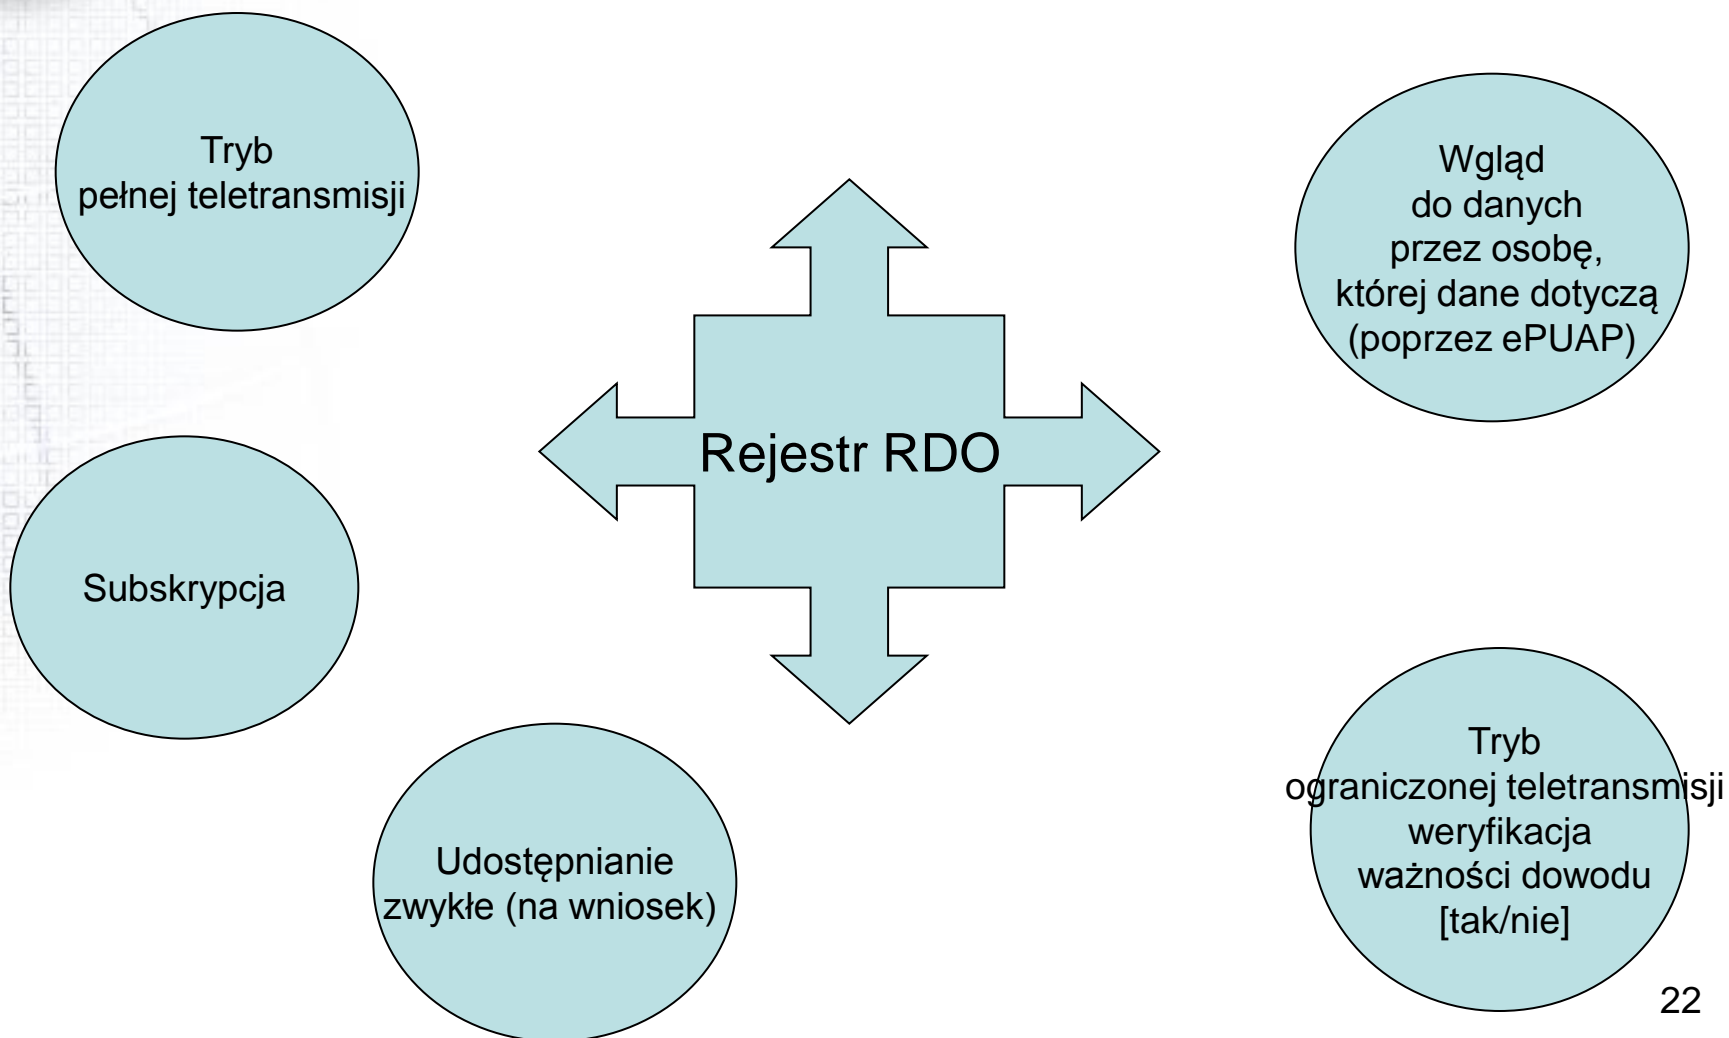 Tryb
pełnej teletransmisji
Wgląd
do danych
przez osobę,
której dane dotyczą
(poprzez ePUAP)
Rejestr RDO
Subskrypcja
Udostępnianie
zwykłe (na wniosek)
Tryb
ograniczonej teletransmisji
weryfikacja
ważności dowodu
[tak/nie]
22